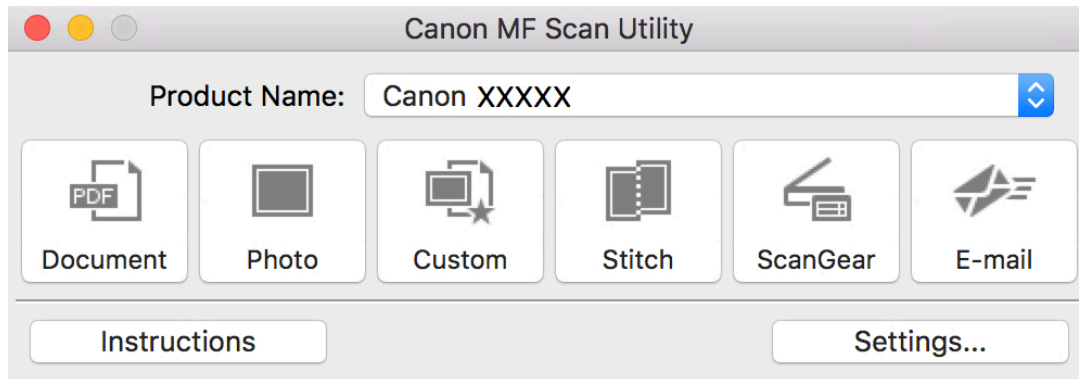 Canon MF Scan Utility
Product Name: Canon XXXXX
PDF
Document Photo Custom Stitch ScanGear E-mail
Instructions Settings...